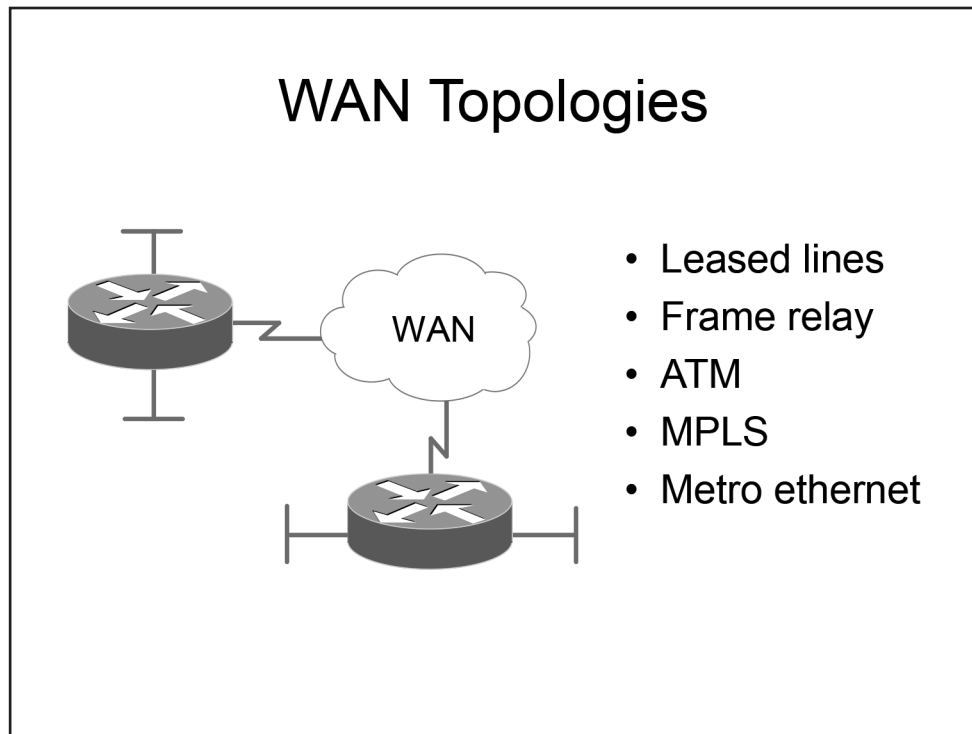 WAN Topologies
WAN
• Leased lines
• Frame relay
• ATM
• MPLS
• Metro ethernet